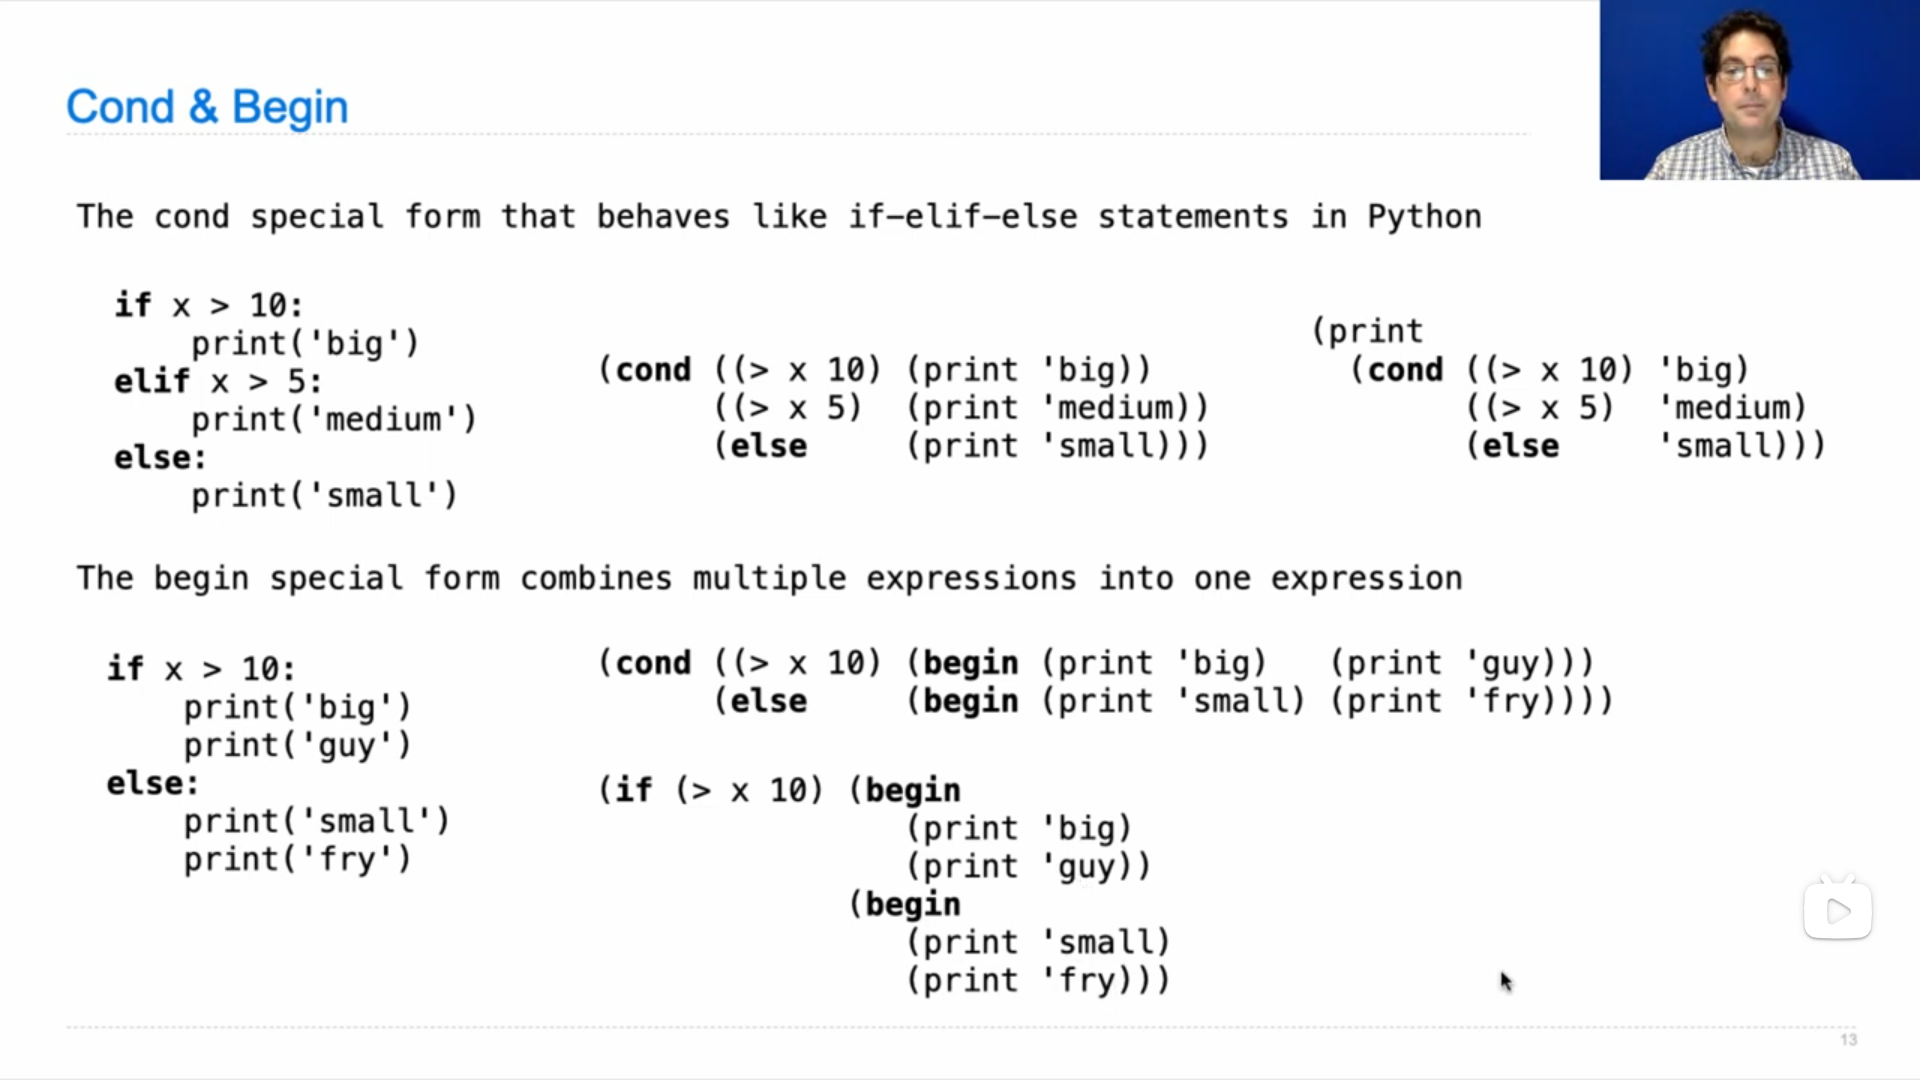 Cond & Begin
The cond special form that behaves like if-elif-else statements in Python
if x > 10:
    print('big')
elif x > 5:
    print('medium')
else:
    print('small')
(cond ((> x 10) (print 'big))
      ((> x 5)  (print 'medium))
      (else     (print 'small)))
(print
  (cond ((> x 10) 'big)
        ((> x 5)  'medium)
        (else     'small)))
The begin special form combines multiple expressions into one expression
if x > 10:
    print('big')
    print('guy')
else:
    print('small')
    print('fry')
(cond ((> x 10) (begin (print 'big)   (print 'guy)))
      (else     (begin (print 'small) (print 'fry))))
(if (> x 10) (begin
                (print 'big)
                (print 'guy))
             (begin
                (print 'small)
                (print 'fry)))
13